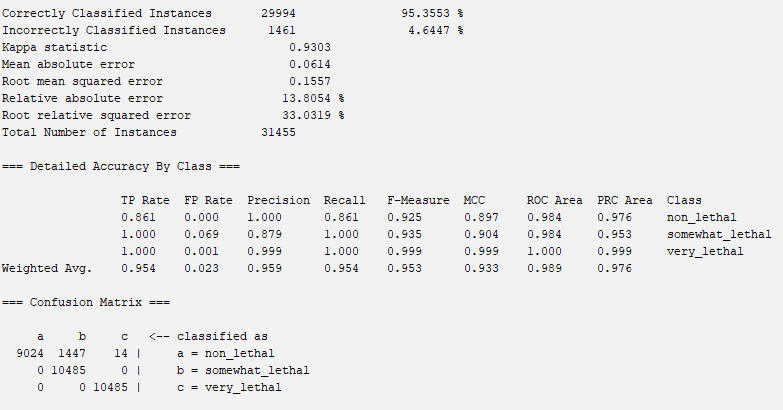 Correctly Classified Instances 29994 95.3553 %
Incorrectly Classified Instances 1461 4.6447 %
Kappa statistic 0.9303
Mean absolute error 0.0614
Root mean squared error 0.1557
Relative absolute error 13.8054 %
Root relative squared error 33.0319 %
Total Number of Instances 31455
=== Detailed Accuracy By Class ===
TP Rate FP Rate Precision Recall F-Measure MCC ROC Area PRC Area Class
0.861 0.000 1.000 0.861 0.925 0.897 0.984 0.976 non_lethal
1.000 0.069 0.879 1.000 0.935 0.904 0.984 0.953 somewhat_lethal
1.000 0.001 0.999 1.000 0.999 0.999 1.000 0.999 very_lethal
Weighted Avg. 0.954 0.023 0.959 0.954 0.953 0.933 0.989 0.976
=== Confusion Matrix ===
a b c <-- classified as
9024 1447 14 | a = non_lethal
0 10485 0 | b = somewhat_lethal
0 0 10485 | c = very_lethal